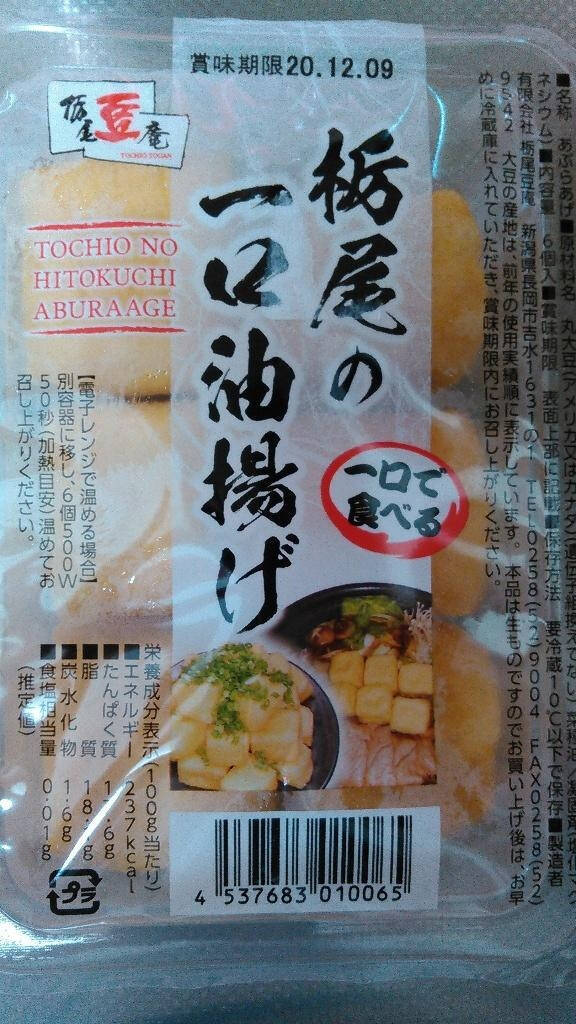 賞味期限20.12.09
栃尾
豆
庵
TOCHIO TOUAN
TOCHIO NO
HITOKUCHI
ABURAAGE
栃尾の
一口油揚げ
一口で
食べる
■名称 あぶらあげ■原材料名 丸大豆(アメリカ又はカナダ)(遺伝子組換えでない)菜種油/凝固剤(塩化マグ
ネシウム)■内容量 6個入■賞味期限 表面上部に記載■保存方法 要冷蔵10℃以下で保存■製造者
有限会社 栃尾豆庵 新潟県長岡市吉水1631の1 TEL0258(52)9004 FAX0258(52)
9542 大豆の産地は、前年の使用実績順に表示しています。本品は生ものですのでお買い上げ後は、お早
めに冷蔵庫に入れていただき、賞味期限内にお召し上がりください。
【電子レンジで温める場合】
別容器に移し、6個500W
50秒(加熱目安)温めてお
召し上がりください。
栄養成分表示(100g当たり)
■エネルギー 237kcal
■たんぱく質
■脂質
■炭水化物 1.6g
■食塩相当量 0.01g
(推定値)
プラ
4 537683 010065